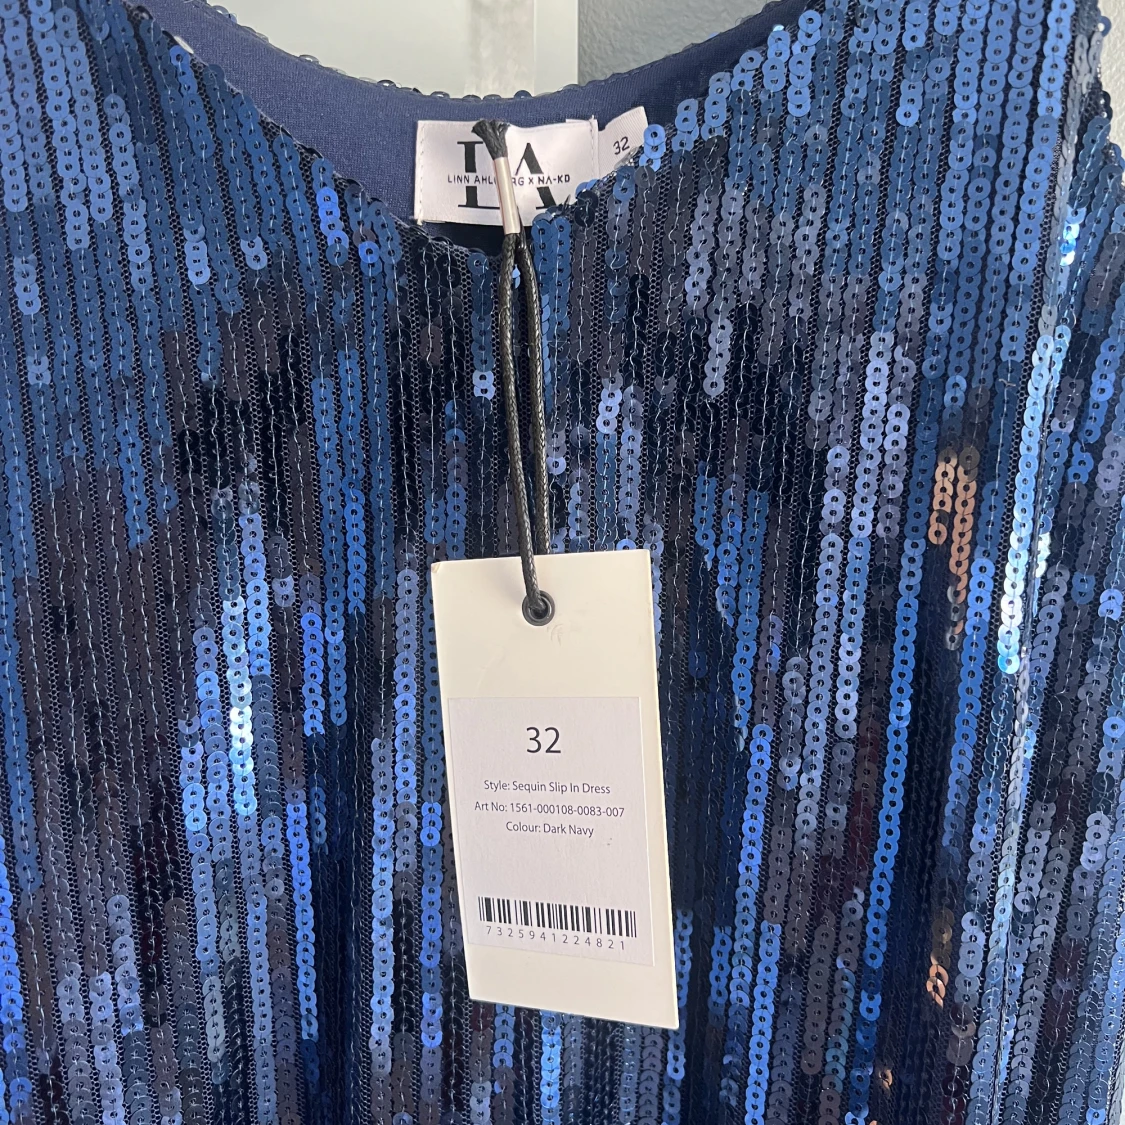 LA
32
LINN AHLBERG X NA-KD
32
Style: Sequin Slip In Dress
Art No: 1561-000108-0083-007
Colour: Dark Navy
7325941224821